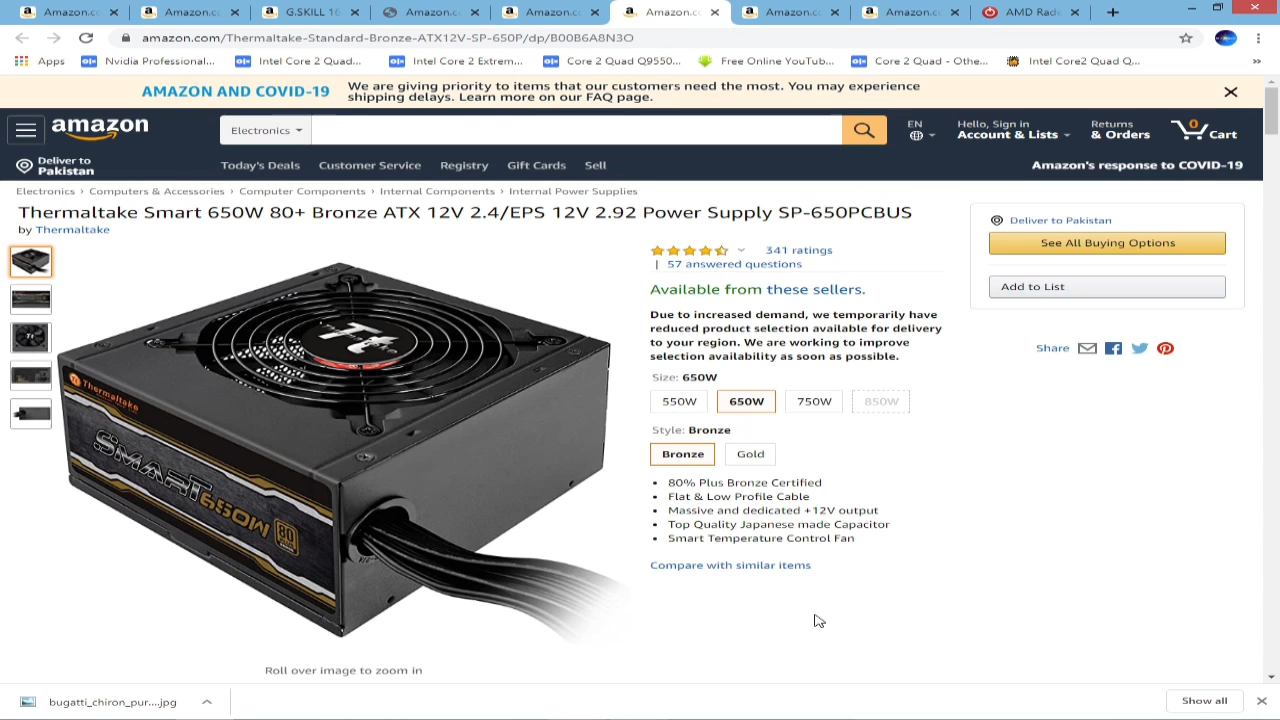 Amazon.co
Amazon.co
G.SKILL 16
Amazon.c
Amazon.cc
Amazon.cc
Amazon.cc
Amazon.cc
AMD Rade
amazon.com/Thermaltake-Standard-Bronze-ATX12V-SP-650P/dp/B00B6A8N3O
Apps
Nvidia Professional...
Intel Core 2 Quad...
Intel Core 2 Extrem...
Core 2 Quad Q9550...
Free Online YouTub...
Core 2 Quad - Othe...
Intel Core2 Quad Q...
AMAZON AND COVID-19
We are giving priority to items that our customers need the most. You may experience
shipping delays. Learn more on our FAQ page.
amazon
Electronics
EN
Hello, Sign in
Account & Lists
Returns
& Orders
0
Cart
Deliver to
Pakistan
Today's Deals
Customer Service
Registry
Gift Cards
Sell
Amazon's response to COVID-19
Electronics › Computers & Accessories › Computer Components › Internal Components › Internal Power Supplies
Thermaltake Smart 650W 80+ Bronze ATX 12V 2.4/EPS 12V 2.92 Power Supply SP-650PCBUS
by Thermaltake
341 ratings
| 57 answered questions
Available from these sellers.
Due to increased demand, we temporarily have
reduced product selection available for delivery
to your region. We are working to improve
selection availability as soon as possible.
Size: 650W
550W
650W
750W
850W
Style: Bronze
Bronze
Gold
• 80% Plus Bronze Certified
• Flat & Low Profile Cable
• Massive and dedicated +12V output
• Top Quality Japanese made Capacitor
• Smart Temperature Control Fan
Compare with similar items
Deliver to Pakistan
See All Buying Options
Add to List
Share
Thermaltake
SMART 650W
80
Roll over image to zoom in
bugatti_chiron_pur....jpg
Show all